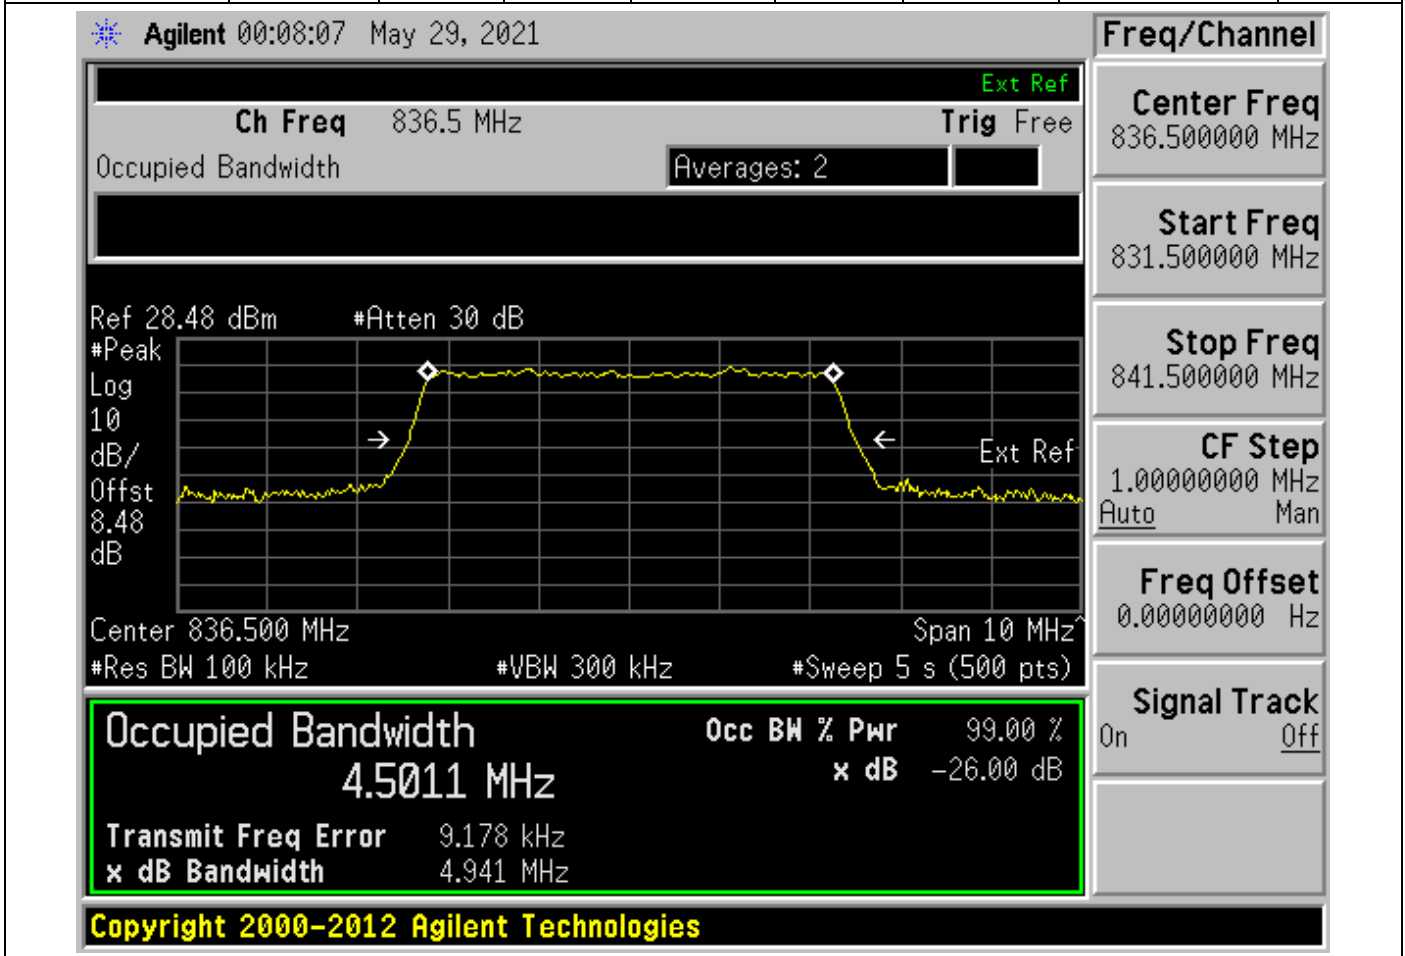 Agilent 00:08:07 May 29, 2021
Freq/Channel
Ext Ref
Ch Freq 836.5 MHz Trig Free
Occupied Bandwidth Averages: 2
Center Freq
836.500000 MHz
Start Freq
831.500000 MHz
Stop Freq
841.500000 MHz
CF Step
1.00000000 MHz
Auto Man
Freq Offset
0.00000000 Hz
Signal Track
On Off
Ref 28.48 dBm #Atten 30 dB
#Peak
Log
10
dB/
Offst
8.48
dB
Ext Ref
Center 836.500 MHz Span 10 MHz^
#Res BW 100 kHz #VBW 300 kHz #Sweep 5 s (500 pts)
Occupied Bandwidth Occ BW % Pwr 99.00 %
4.5011 MHz x dB -26.00 dB
Transmit Freq Error 9.178 kHz
x dB Bandwidth 4.941 MHz
Copyright 2000-2012 Agilent Technologies